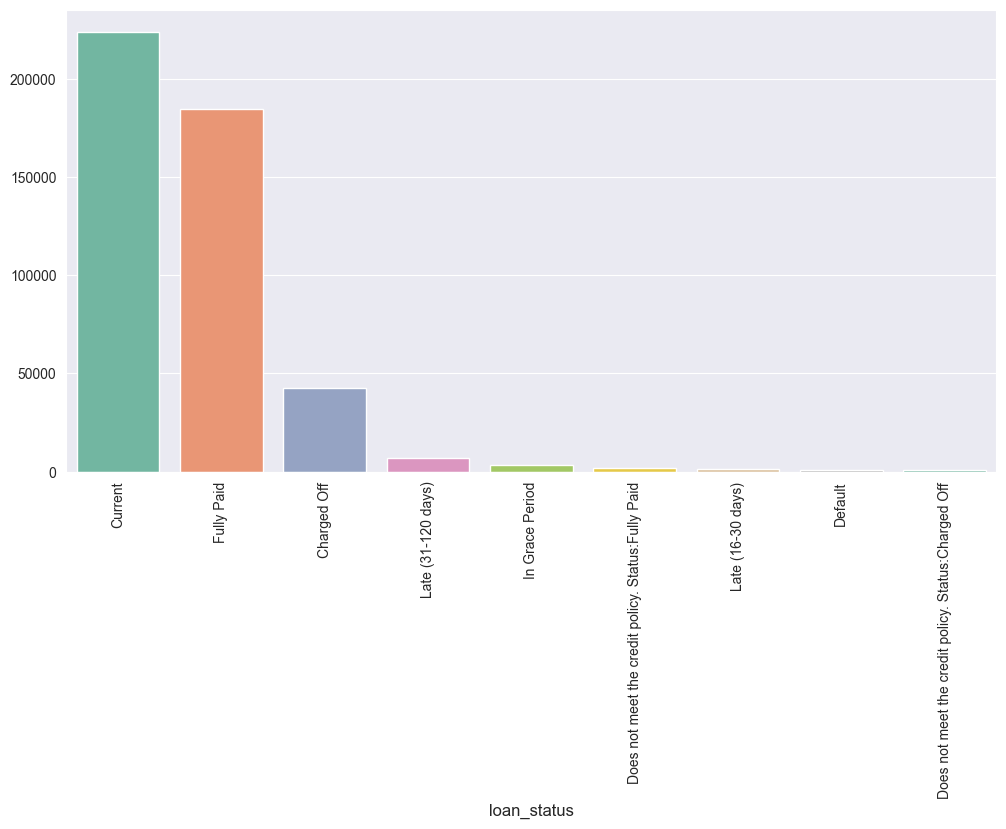 200000
150000
100000
50000
0
Current
Fully Paid
Charged Off
Late (31-120 days)
In Grace Period
Does not meet the credit policy. Status:Fully Paid
Late (16-30 days)
Default
Does not meet the credit policy. Status:Charged Off
loan_status